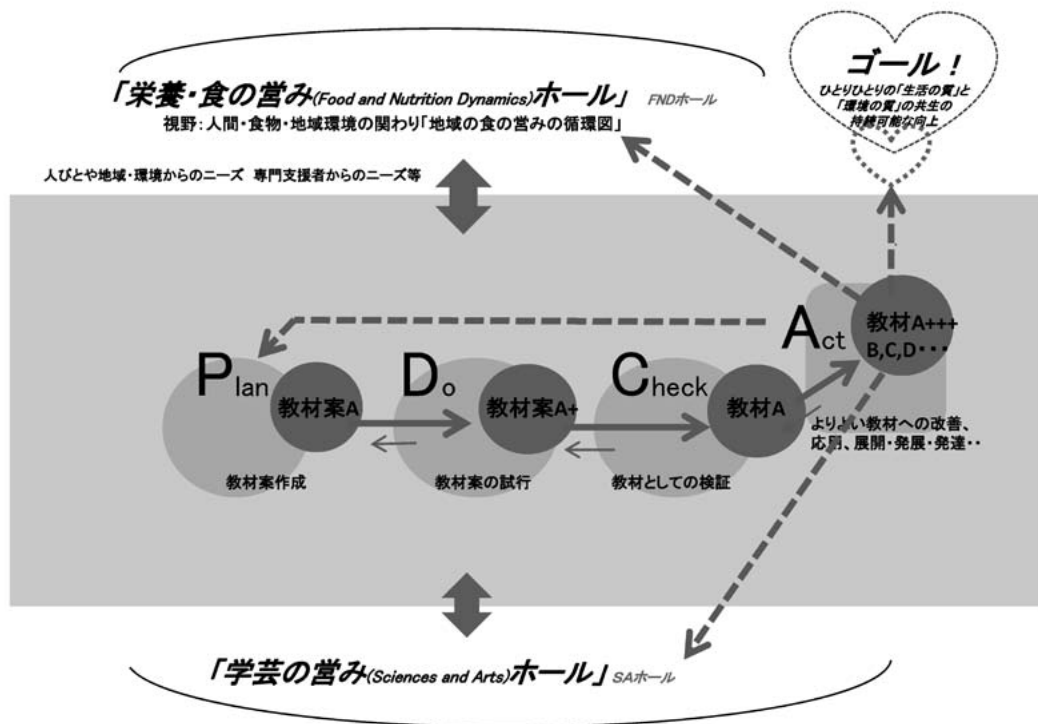 「栄養・食の営み(Food and Nutrition Dynamics)ホール」 FNDホール
視野：人間・食物・地域環境の関わり「地域の食の営みの循環図」
ゴール！
ひとりひとりの「生活の質」と
「環境の質」の共生の
持続可能な向上
人びとや地域・環境からのニーズ 専門支援者からのニーズ等
Plan
教材案A
教材案作成
Do
教材案A+
教材案の試行
Check
教材A
教材としての検証
Act
教材A+++
B,C,D・・・
よりよい教材への改善、
応用、展開・発展・発達・・
「学芸の営み(Sciences and Arts)ホール」 SAホール